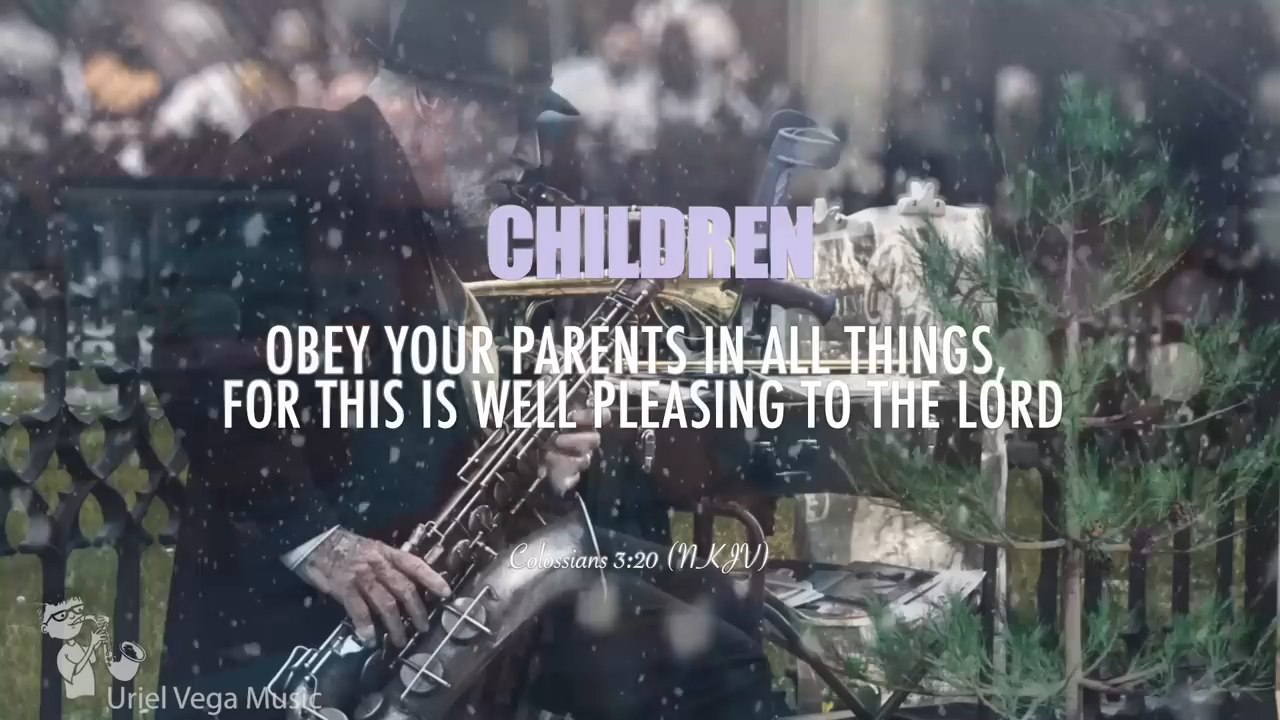 CHILDREN
OBEY YOUR PARENTS IN ALL THINGS,
FOR THIS IS WELL PLEASING TO THE LORD
Colossians 3:20 (NKJV)
Uriel Vega Music